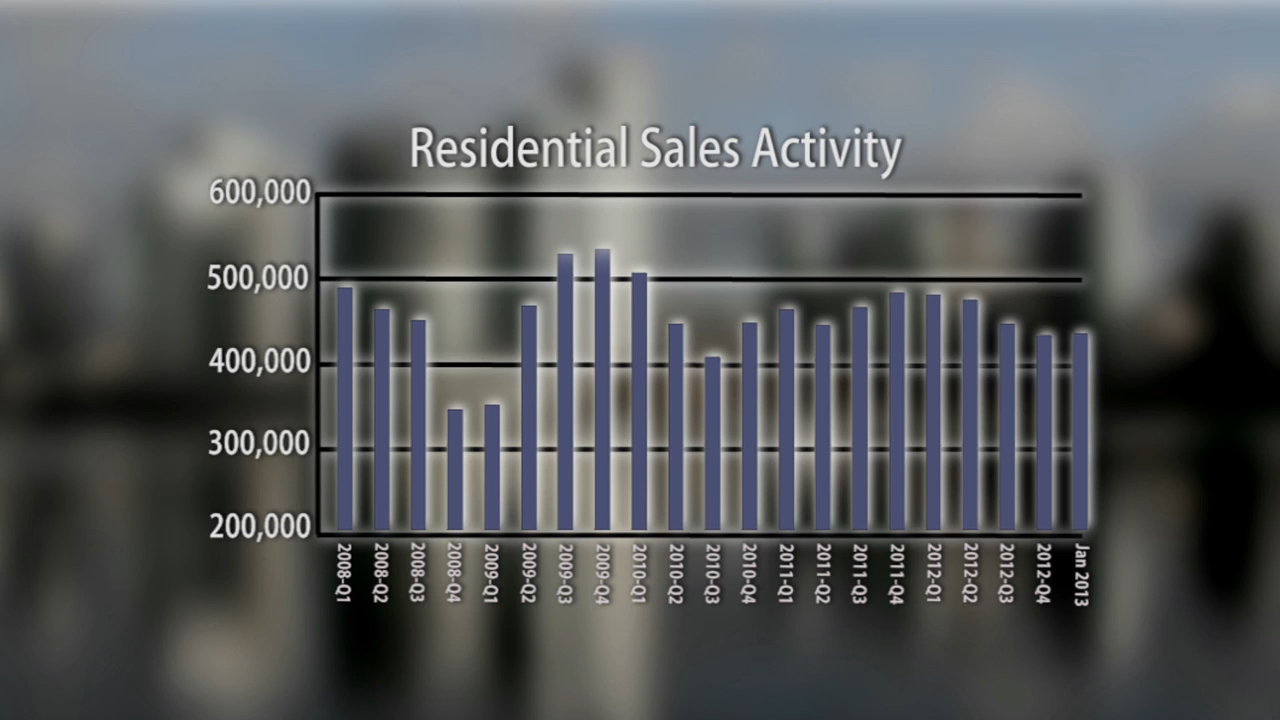 Residential Sales Activity
600,000
500,000
400,000
300,000
200,000
2008-Q1
2008-Q2
2008-Q3
2008-Q4
2009-Q1
2009-Q2
2009-Q3
2009-Q4
2010-Q1
2010-Q2
2010-Q3
2010-Q4
2011-Q1
2011-Q2
2011-Q3
2011-Q4
2012-Q1
2012-Q2
2012-Q3
2012-Q4
Jan 2013